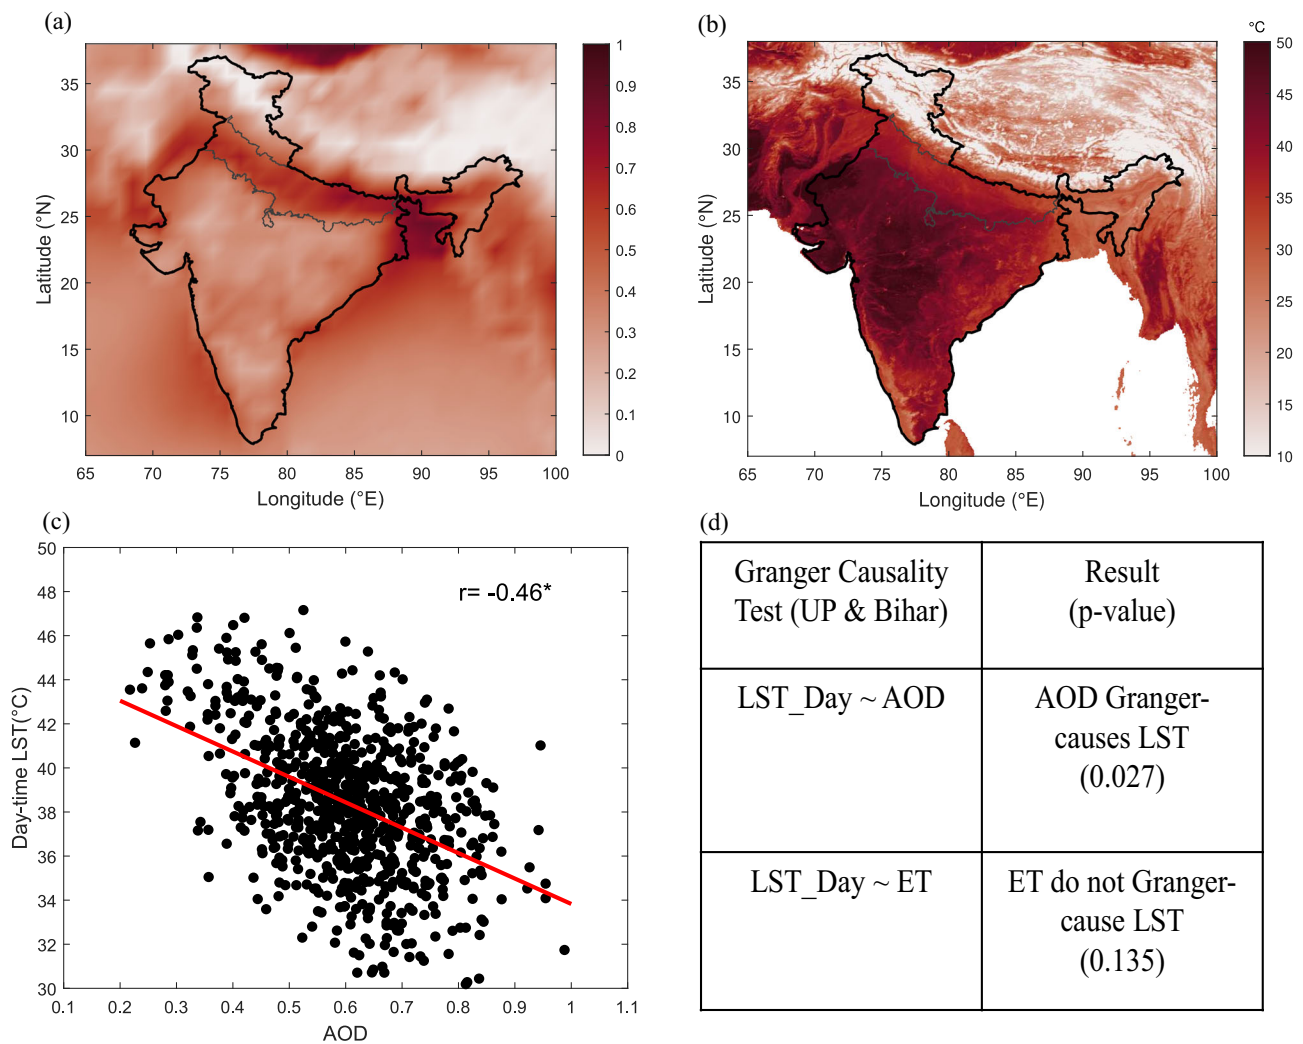 (a)
35
30
25
20
15
10
Latitude (°N)
65 70 75 80 85 90 95 100
Longitude (°E)
1
0.9
0.8
0.7
0.6
0.5
0.4
0.3
0.2
0.1
0
(b)
°C
35
30
25
20
15
10
Latitude (°N)
65 70 75 80 85 90 95 100
Longitude (°E)
50
45
40
35
30
25
20
15
10
(c)
r= -0.46*
50
48
46
44
42
40
38
36
34
32
30
Day-time LST(°C)
0.1 0.2 0.3 0.4 0.5 0.6 0.7 0.8 0.9 1 1.1
AOD
(d)
Granger Causality
Test (UP & Bihar)
Result
(p-value)
LST_Day ~ AOD
AOD Granger-
causes LST
(0.027)
LST_Day ~ ET
ET do not Granger-
cause LST
(0.135)